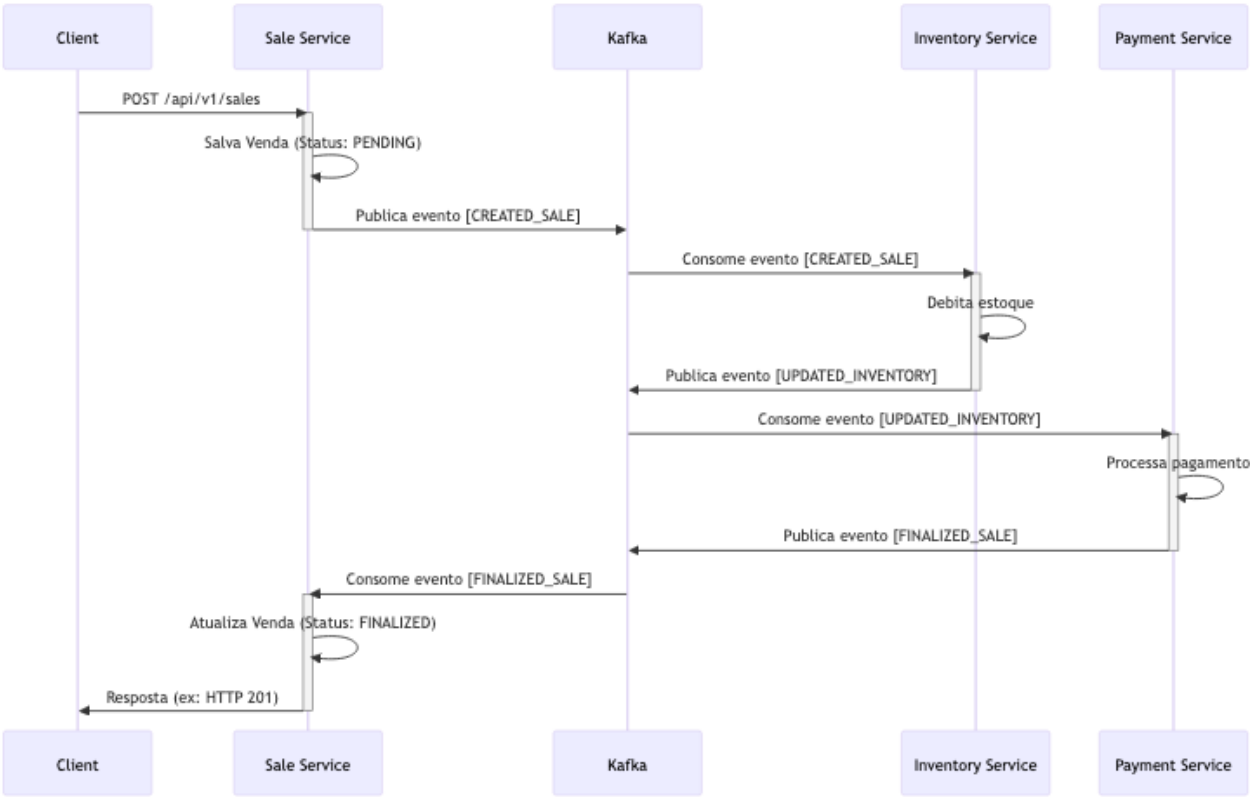 Client
Sale Service
Kafka
Inventory Service
Payment Service
POST /api/v1/sales
Salva Venda (Status: PENDING)
Publica evento [CREATED_SALE]
Consome evento [CREATED_SALE]
Debita estoque
Publica evento [UPDATED_INVENTORY]
Consome evento [UPDATED_INVENTORY]
Processa pagamento
Publica evento [FINALIZED_SALE]
Consome evento [FINALIZED_SALE]
Atualiza Venda (Status: FINALIZED)
Resposta (ex: HTTP 201)
Client
Sale Service
Kafka
Inventory Service
Payment Service